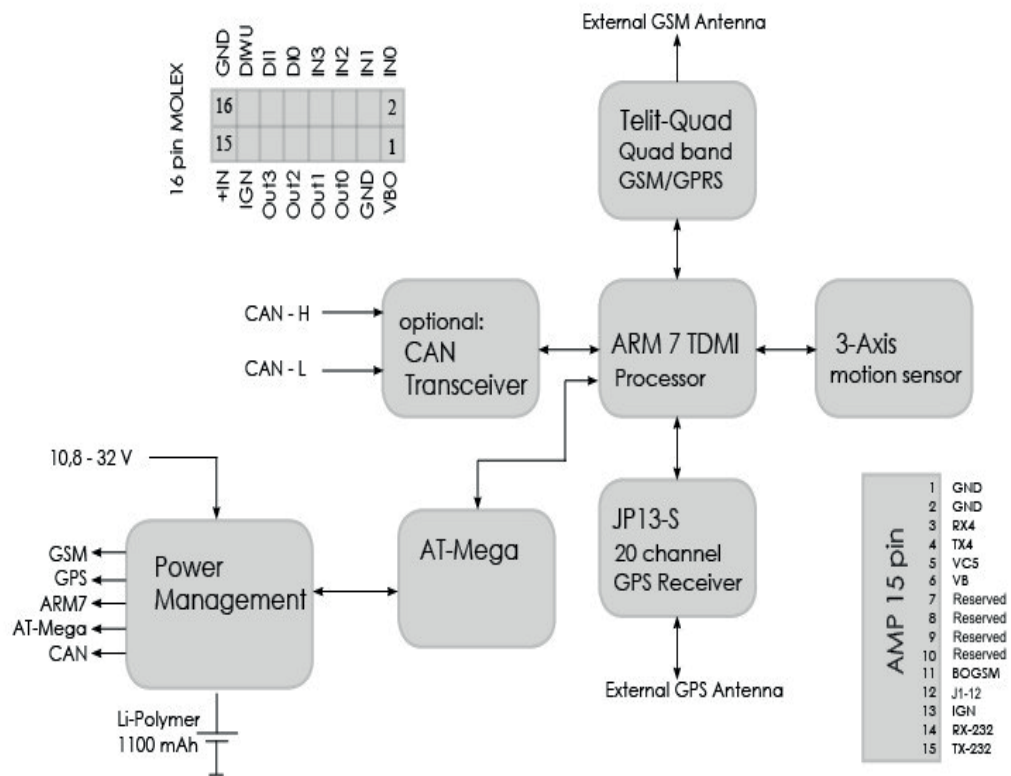 External GSM Antenna
16 pin MOLEX
GND
DIWU
DI1
DI0
IN3
IN2
IN1
IN0
16
2
15
1
+IN
IGN
Out3
Out2
Out1
Out0
GND
VBO
Telit-Quad
Quad band
GSM/GPRS
CAN - H
CAN - L
optional:
CAN
Transceiver
ARM 7 TDMI
Processor
3-Axis
motion sensor
10,8 - 32 V
GSM
GPS
ARM7
AT-Mega
CAN
Power
Management
AT-Mega
JP13-S
20 channel
GPS Receiver
External GPS Antenna
Li-Polymer
1100 mAh
AMP 15 pin
1 GND
2 GND
3 RX4
4 TX4
5 VC5
6 VB
7 Reserved
8 Reserved
9 Reserved
10 Reserved
11 BOGSM
12 J1-12
13 IGN
14 RX-232
15 TX-232